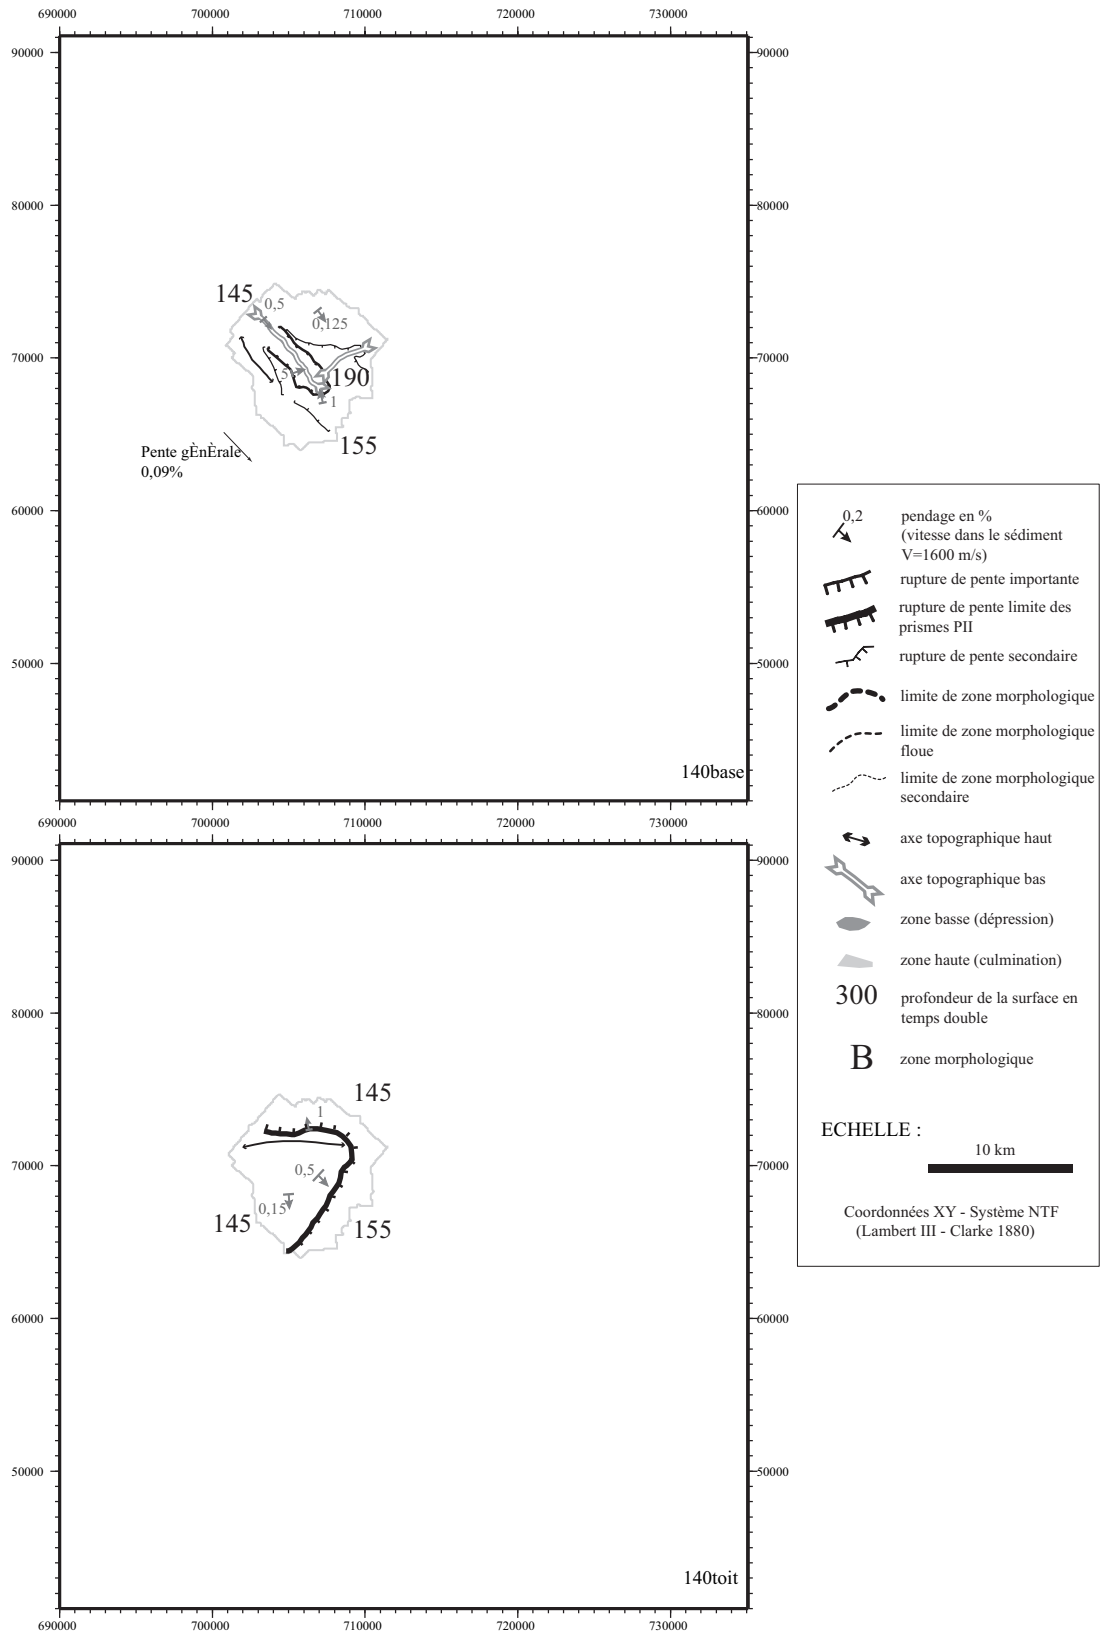 690000 700000 710000 720000 730000
90000 90000
80000 80000
145 0,5
0,125
70000 70000
5 190
1
155
Pente gÈnÈrale
0,09%
60000 60000
50000 50000
140base
690000 700000 710000 720000 730000
90000 90000
80000 80000
145
1
70000 70000
0,5
0,15
145 155
60000 60000
50000 50000
140toit
690000 700000 710000 720000 730000
0,2 pendage en %
(vitesse dans le sédiment
V=1600 m/s)
rupture de pente importante
rupture de pente limite des
prismes PII
rupture de pente secondaire
limite de zone morphologique
limite de zone morphologique
floue
limite de zone morphologique
secondaire
axe topographique haut
axe topographique bas
zone basse (dépression)
zone haute (culmination)
300 profondeur de la surface en
temps double
B zone morphologique
ECHELLE :
10 km
Coordonnées XY - Système NTF
(Lambert III - Clarke 1880)